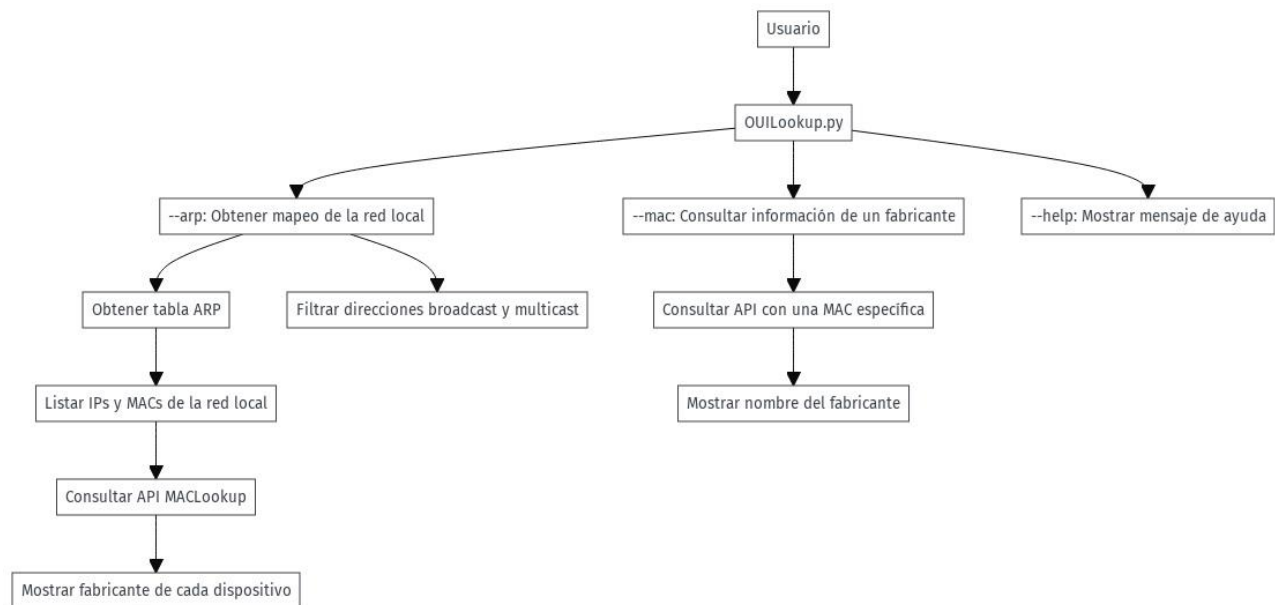 Usuario
OUILookup.py
--arp: Obtener mapeo de la red local
--mac: Consultar información de un fabricante
--help: Mostrar mensaje de ayuda
Obtener tabla ARP
Filtrar direcciones broadcast y multicast
Consultar API con una MAC específica
Listar IPs y MACs de la red local
Mostrar nombre del fabricante
Consultar API MACLookup
Mostrar fabricante de cada dispositivo